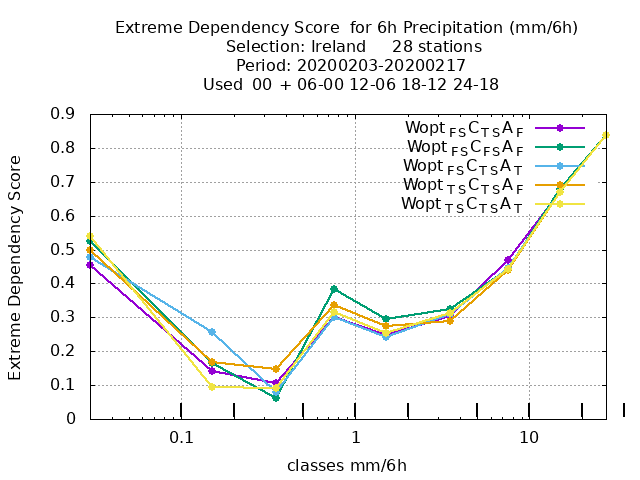 Extreme Dependency Score  for 6h Precipitation (mm/6h)
Selection: Ireland     28 stations
Period: 20200203-20200217
Used  00  + 06-00 12-06 18-12 24-18
0.9
0.8
0.7
0.6
0.5
0.4
0.3
0.2
0.1
0
Extreme Dependency Score
Wopt FS C TS A F
Wopt FS C FS A F
Wopt FS C TS A T
Wopt TS C TS A F
Wopt TS C TS A T
0.1 1 10
classes mm/6h